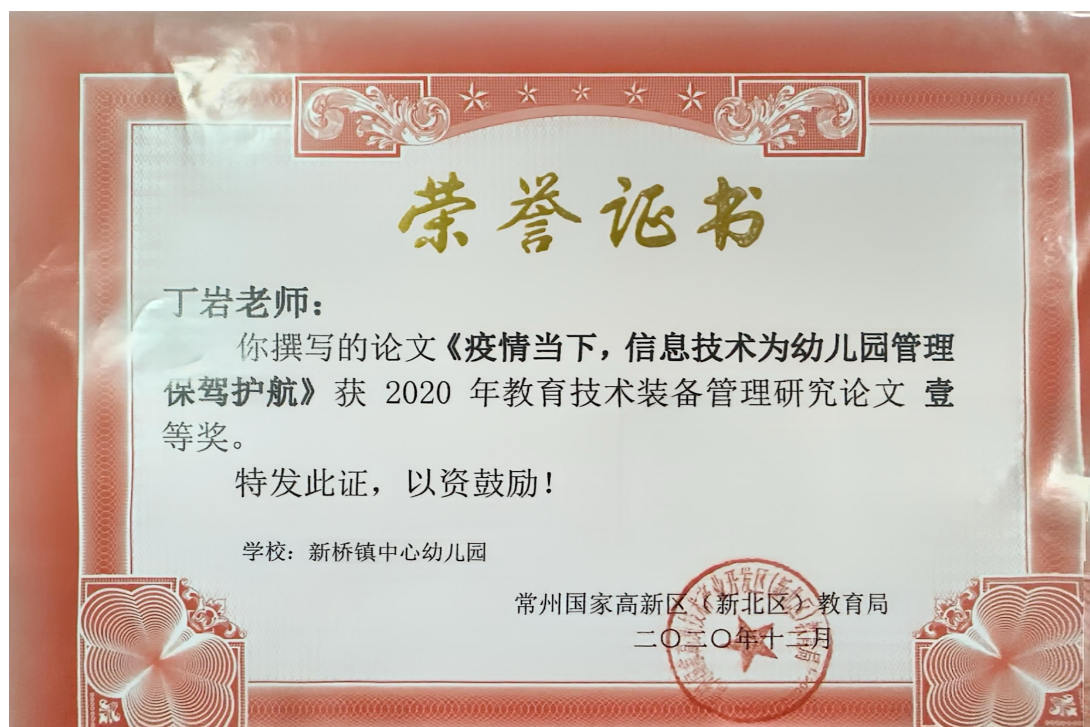 荣誉证书
丁岩老师：
你撰写的论文《疫情当下，信息技术为幼儿园管理
保驾护航》获 2020 年教育技术装备管理研究论文 壹
等奖。
特发此证，以资鼓励！
学校：新桥镇中心幼儿园
常州国家高新区（新北区）教育局
二〇二〇年十二月